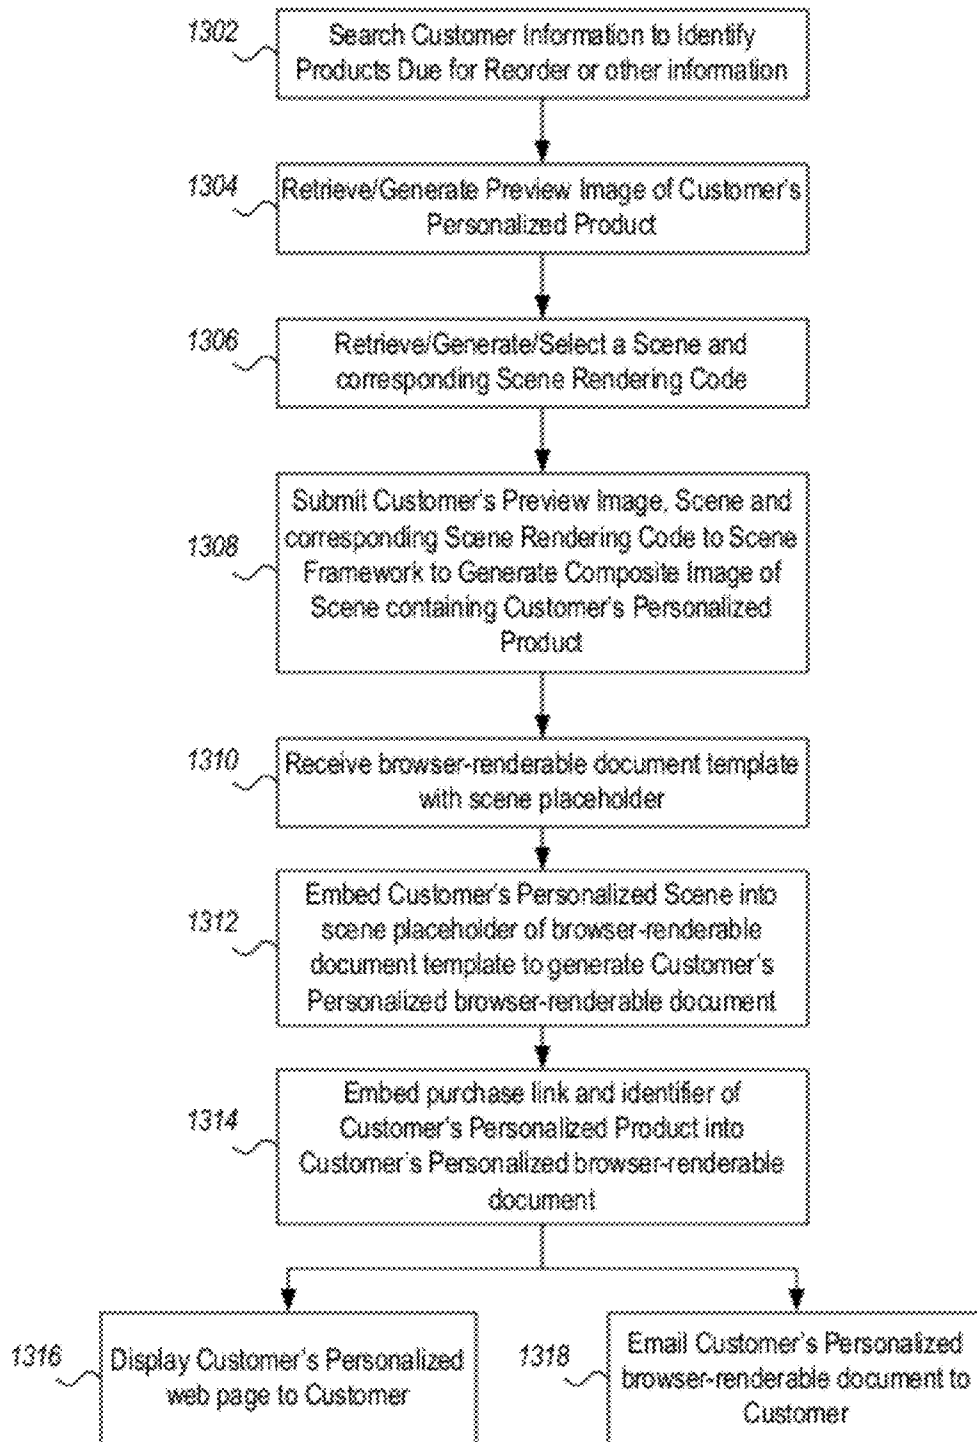 1302
Search Customer Information to Identify
Products Due for Reorder or other information
1304
Retrieve/Generate Preview Image of Customer's
Personalized Product
1306
Retrieve/Generate/Select a Scene and
corresponding Scene Rendering Code
1308
Submit Customer's Preview Image, Scene and
corresponding Scene Rendering Code to Scene
Framework to Generate Composite Image of
Scene containing Customer's Personalized
Product
1310
Receive browser-renderable document template
with scene placeholder
1312
Embed Customer's Personalized Scene into
scene placeholder of browser-renderable
document template to generate Customer's
Personalized browser-renderable document
1314
Embed purchase link and identifier of
Customer's Personalized Product into
Customer's Personalized browser-renderable
document
1316
Display Customer's Personalized
web page to Customer
1318
Email Customer's Personalized
browser-renderable document to
Customer